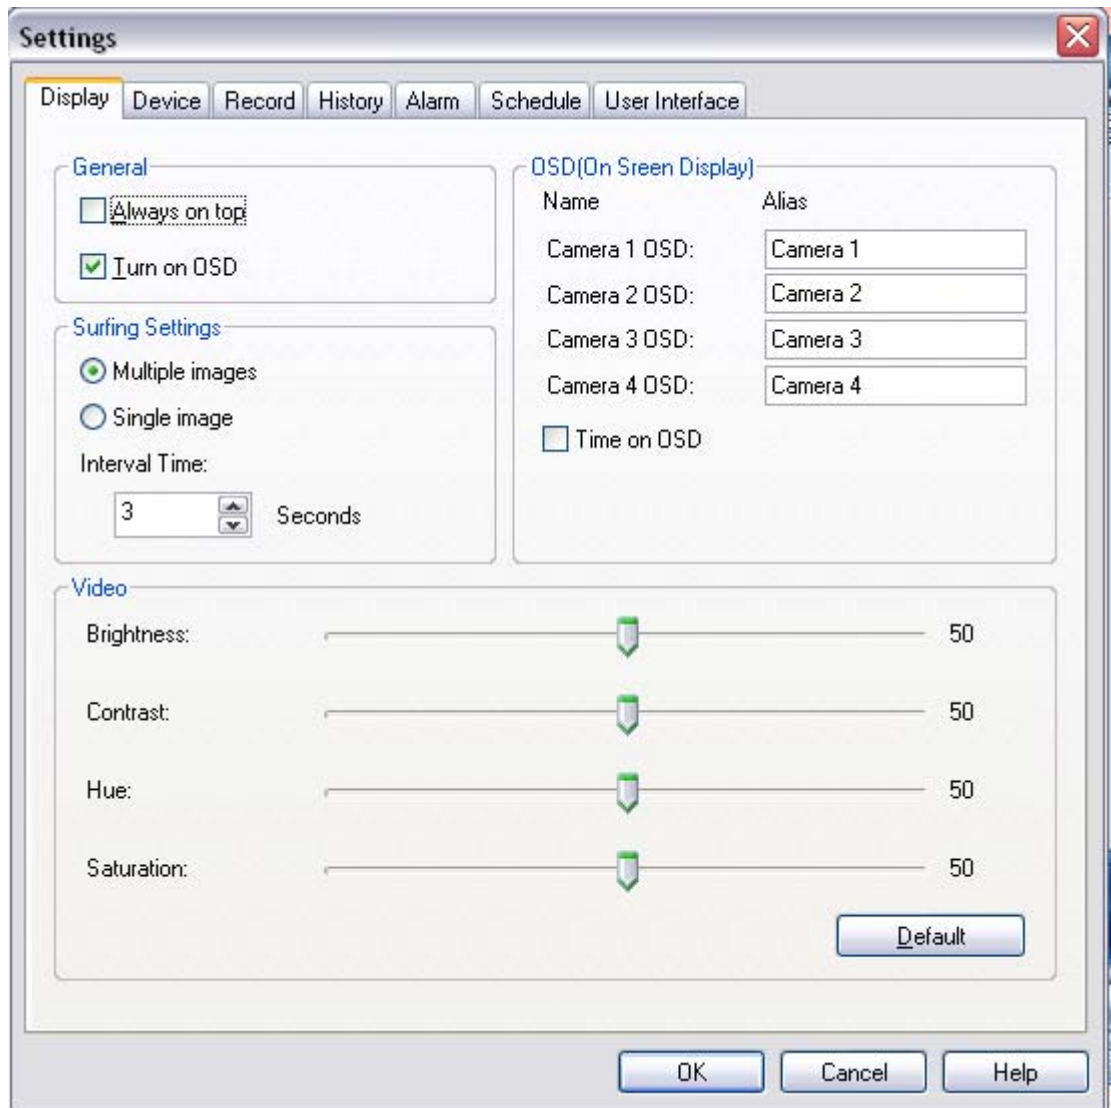 Settings
Display Device Record History Alarm Schedule User Interface
General
Always on top
Turn on OSD
Surfing Settings
Multiple images
Single image
Interval Time:
3 Seconds
OSD(On Sreen Display)
Name Alias
Camera 1 OSD: Camera 1
Camera 2 OSD: Camera 2
Camera 3 OSD: Camera 3
Camera 4 OSD: Camera 4
Time on OSD
Video
Brightness: 50
Contrast: 50
Hue: 50
Saturation: 50
Default
OK Cancel Help